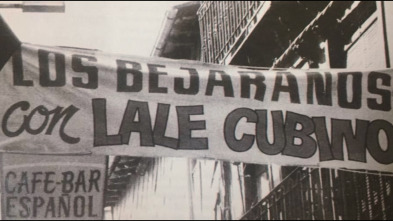 LOS BEJARANOS
con LALE CUBINO
CAFE-BAR
ESPAÑOL